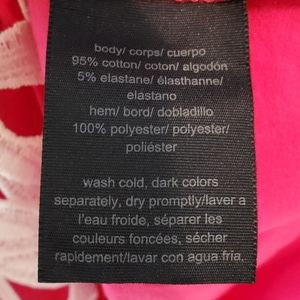 body/ corps/ cuerpo
95% cotton/ coton/ algodón
5% elastane/ élasthanne/
elastano
hem/ bord/ dobladillo
100% polyester/ polyester/
poliéster
wash cold, dark colors
separately, dry promptly/laver a
l'eau froide, séparer les
couleurs foncées, sécher
rapidement/lavar con agua fria,